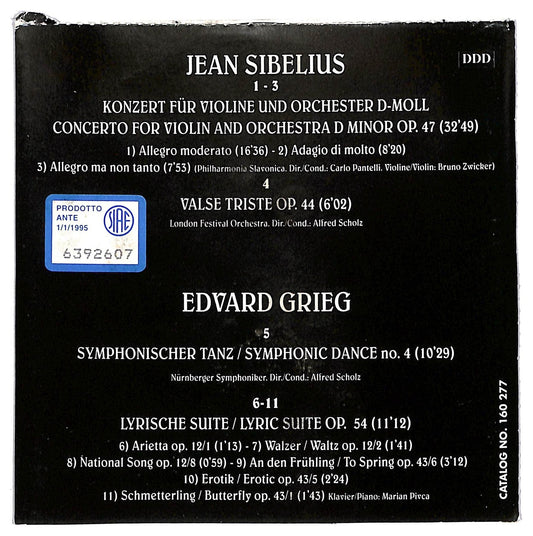 JEAN SIBELIUS
DDD
1 - 3
KONZERT FÜR VIOLINE UND ORCHESTER D-MOLL
CONCERTO FOR VIOLIN AND ORCHESTRA D MINOR OP. 47 (32'49)
1) Allegro moderato (16'36) - 2) Adagio di molto (8'20)
3) Allegro ma non tanto (7'53) (Philharmonia Slavonica. Dir./Cond.: Carlo Pantelli. Violine/Violin: Bruno Zwicker)
4
VALSE TRISTE OP. 44 (6'02)
London Festival Orchestra. Dir./Cond.: Alfred Scholz
PRODOTTO
ANTE
1/1/1995
SIAE
6392607
EDVARD GRIEG
5
SYMPHONISCHER TANZ / SYMPHONIC DANCE no. 4 (10'29)
Nürnberger Symphoniker. Dir./Cond.: Alfred Scholz
6-11
LYRISCHE SUITE / LYRIC SUITE OP. 54 (11'12)
6) Arietta op. 12/1 (1'13) - 7) Walzer / Waltz op. 12/2 (1'41)
8) National Song op. 12/8 (0'59) - 9) An den Frühling / To Spring op. 43/6 (3'12)
10) Erotik / Erotic op. 43/5 (2'24)
11) Schmetterling / Butterfly op. 43/1 (1'43) Klavier/Piano: Marian Pivca
CATALOG NO. 160 277